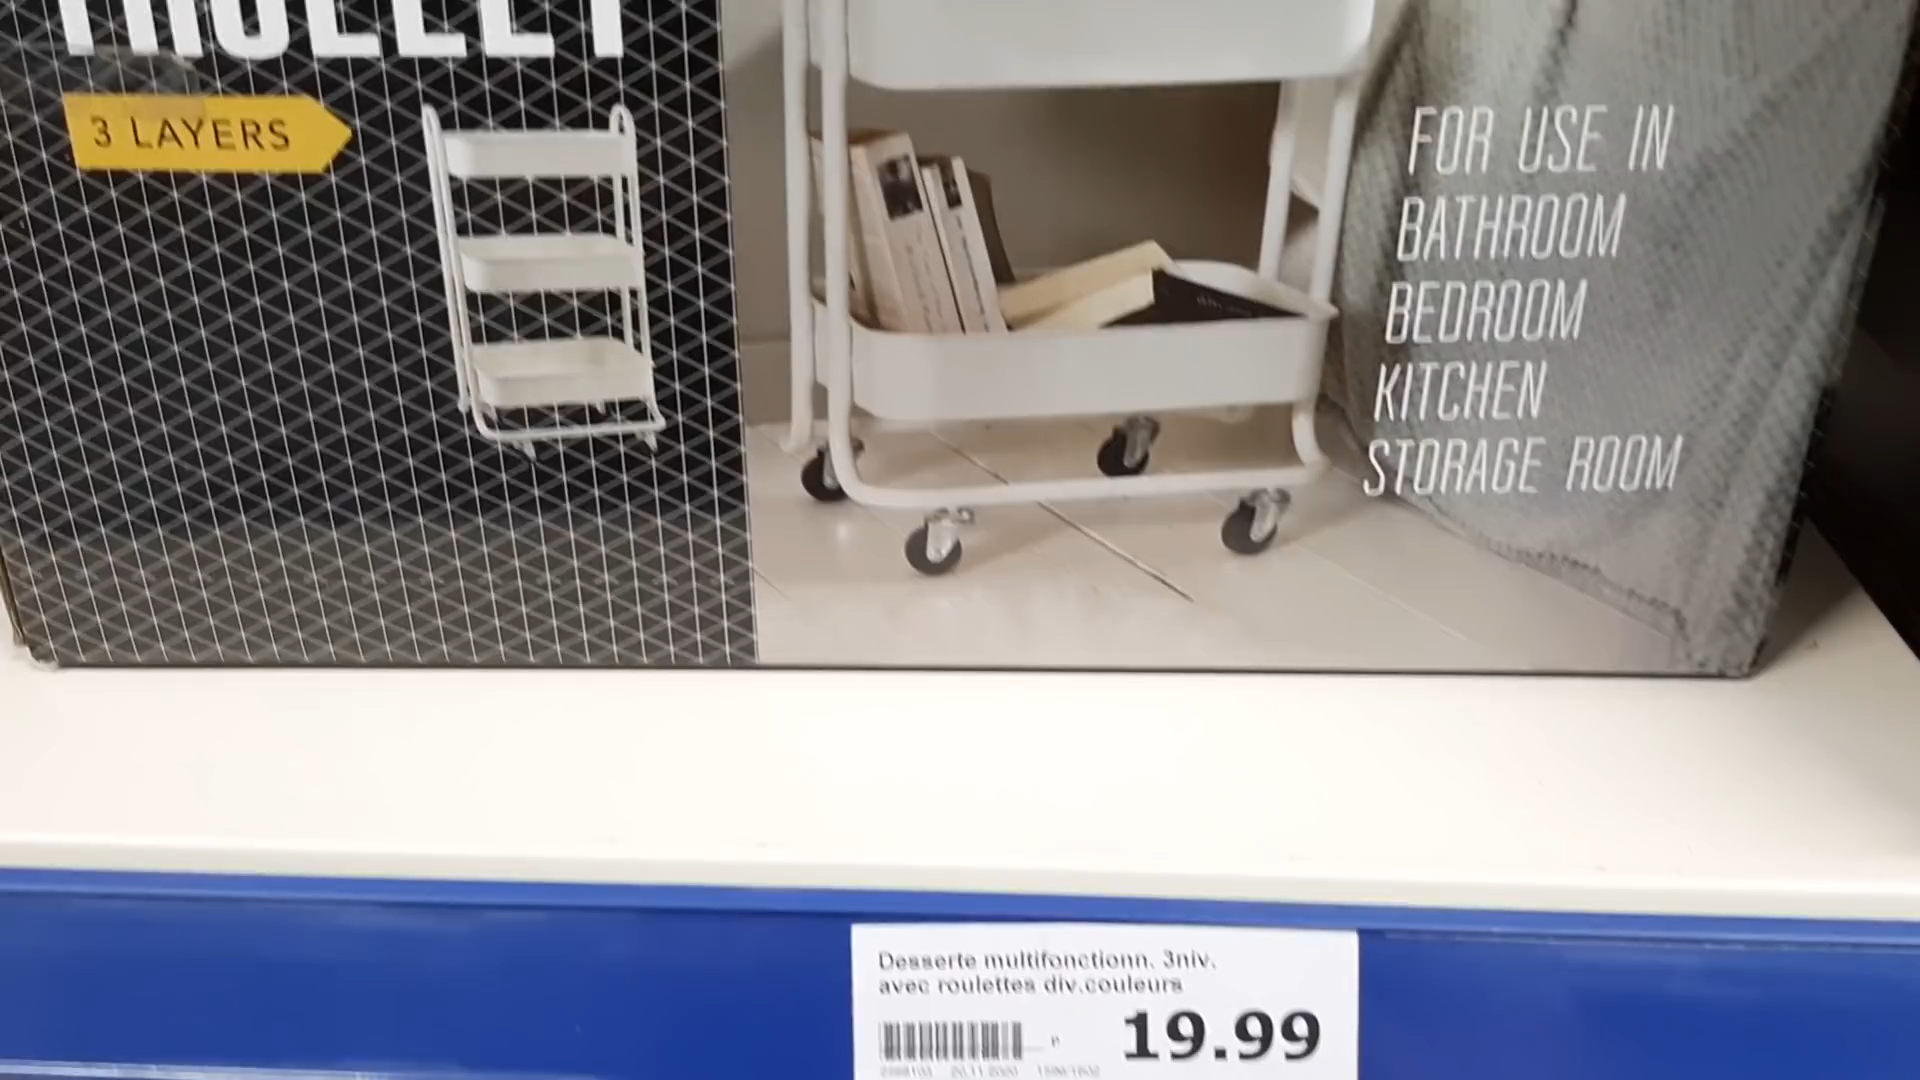 TROLLEY
3 LAYERS
FOR USE IN
BATHROOM
BEDROOM
KITCHEN
STORAGE ROOM
Desserte multifonctionn. 3niv.
avec roulettes div.couleurs
19.99